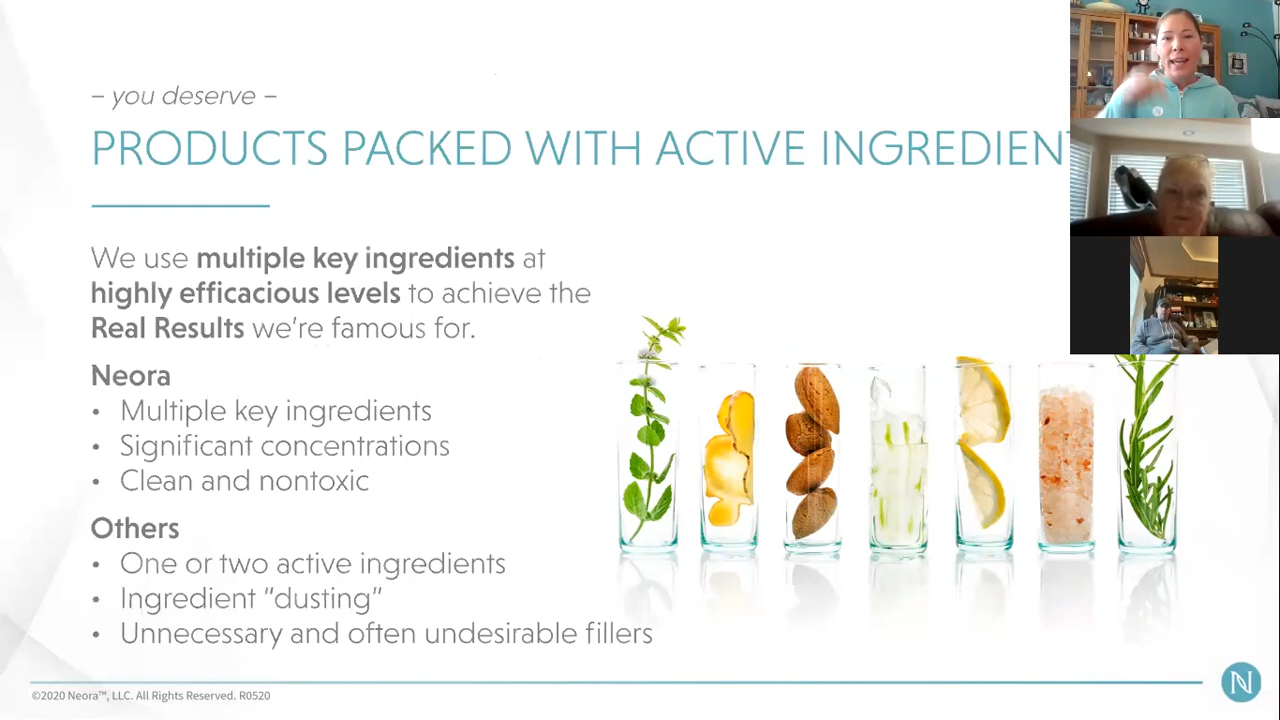 – you deserve –
PRODUCTS PACKED WITH ACTIVE INGREDIEN
We use multiple key ingredients at
highly efficacious levels to achieve the
Real Results we’re famous for.
Neora
• Multiple key ingredients
• Significant concentrations
• Clean and nontoxic
Others
• One or two active ingredients
• Ingredient “dusting”
• Unnecessary and often undesirable fillers
©2020 Neora™, LLC. All Rights Reserved. R0520
N